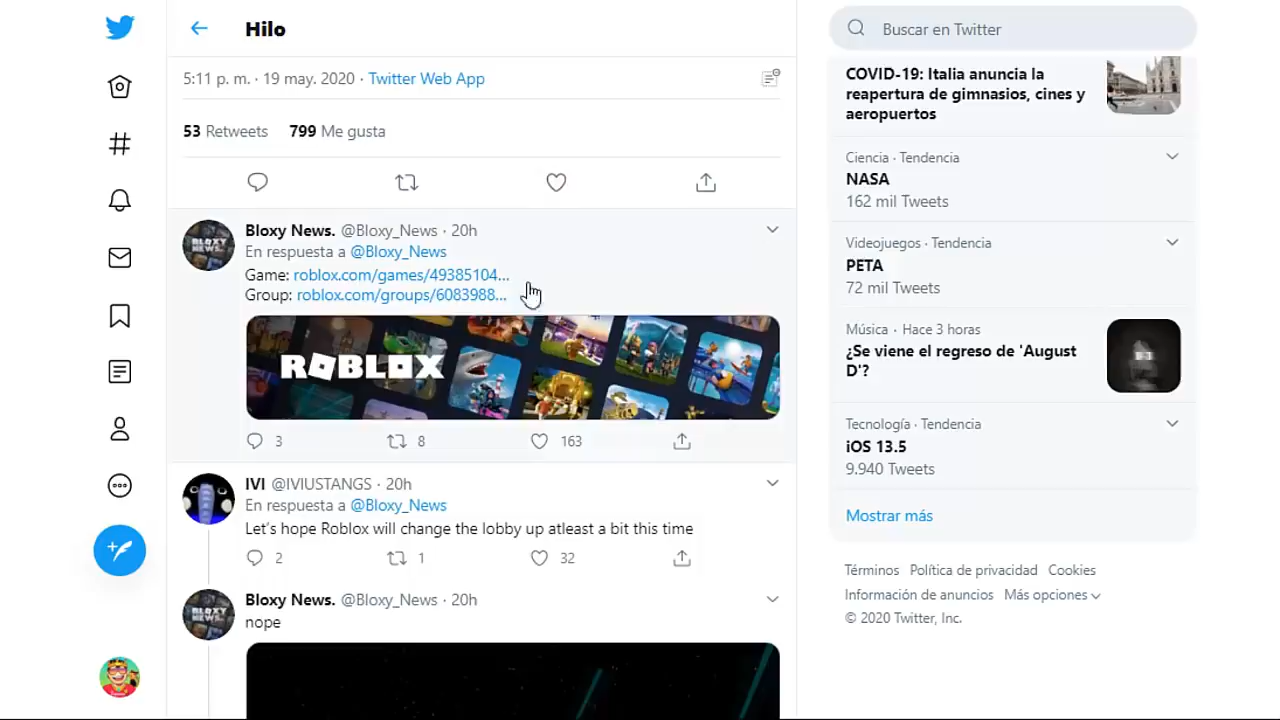 Hilo
5:11 p. m. · 19 may. 2020 · Twitter Web App
53 Retweets 799 Me gusta
Bloxy News. @Bloxy_News · 20h
En respuesta a @Bloxy_News
Game: roblox.com/games/49385104...
Group: roblox.com/groups/6083988...
BLOXY NEWS
ROBLOX
3 8 163
IVI @IVIUSTANGS · 20h
En respuesta a @Bloxy_News
Let's hope Roblox will change the lobby up atleast a bit this time
2 1 32
Bloxy News. @Bloxy_News · 20h
nope
BLOXY NEWS
Buscar en Twitter
COVID-19: Italia anuncia la
reapertura de gimnasios, cines y
aeropuertos
Ciencia · Tendencia
NASA
162 mil Tweets
Videojuegos · Tendencia
PETA
72 mil Tweets
Música · Hace 3 horas
¿Se viene el regreso de 'August
D'?
Tecnología · Tendencia
iOS 13.5
9.940 Tweets
Mostrar más
Términos Política de privacidad Cookies
Información de anuncios Más opciones
© 2020 Twitter, Inc.